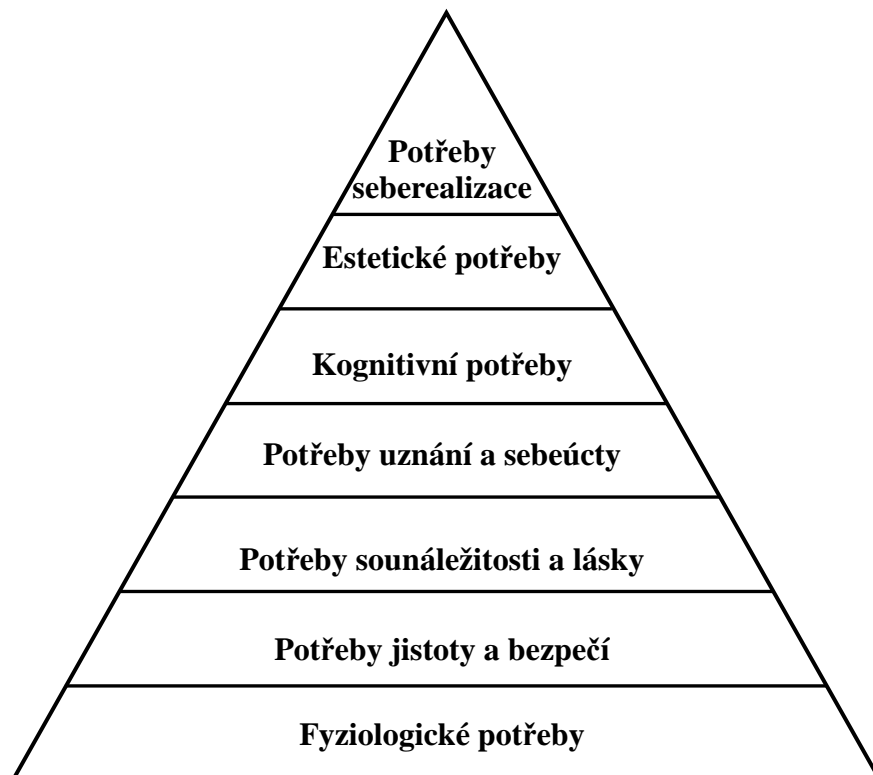 Potřeby
seberealizace
Estetické potřeby
Kognitivní potřeby
Potřeby uznání a sebeúcty
Potřeby sounáležitosti a lásky
Potřeby jistoty a bezpečí
Fyziologické potřeby